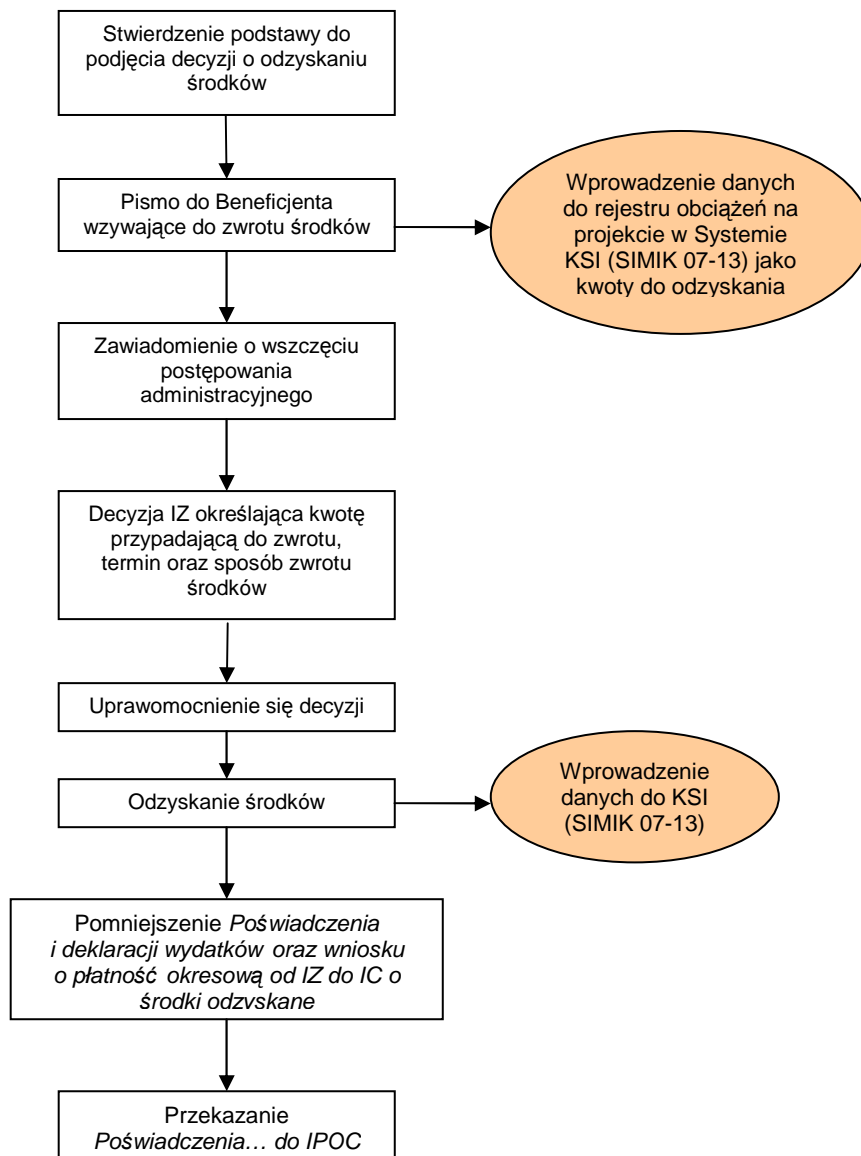 Stwierdzenie podstawy do
podjęcia decyzji o odzyskaniu
środków
Pismo do Beneficjenta
wzywające do zwrotu środków
Wprowadzenie danych
do rejestru obciążeń na
projekcie w Systemie
KSI (SIMIK 07-13) jako
kwoty do odzyskania
Zawiadomienie o wszczęciu
postępowania
administracyjnego
Decyzja IZ określająca kwotę
przypadającą do zwrotu,
termin oraz sposób zwrotu
środków
Uprawomocnienie się decyzji
Odzyskanie środków
Wprowadzenie
danych do KSI
(SIMIK 07-13)
Pomniejszenie Poświadczenia
i deklaracji wydatków oraz wniosku
o płatność okresową od IZ do IC o
środki odzyskane
Przekazanie
Poświadczenia… do IPOC